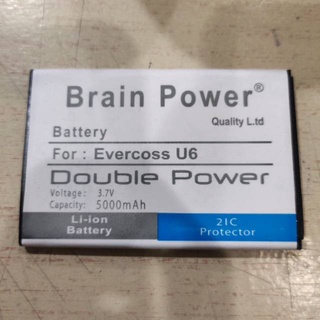 Brain Power®
Quality L.td
Battery
For : Evercoss U6
Double Power
Voltage: 3.7V
Capacity: 5000mAh
Li-ion
Battery
2IC
Protector